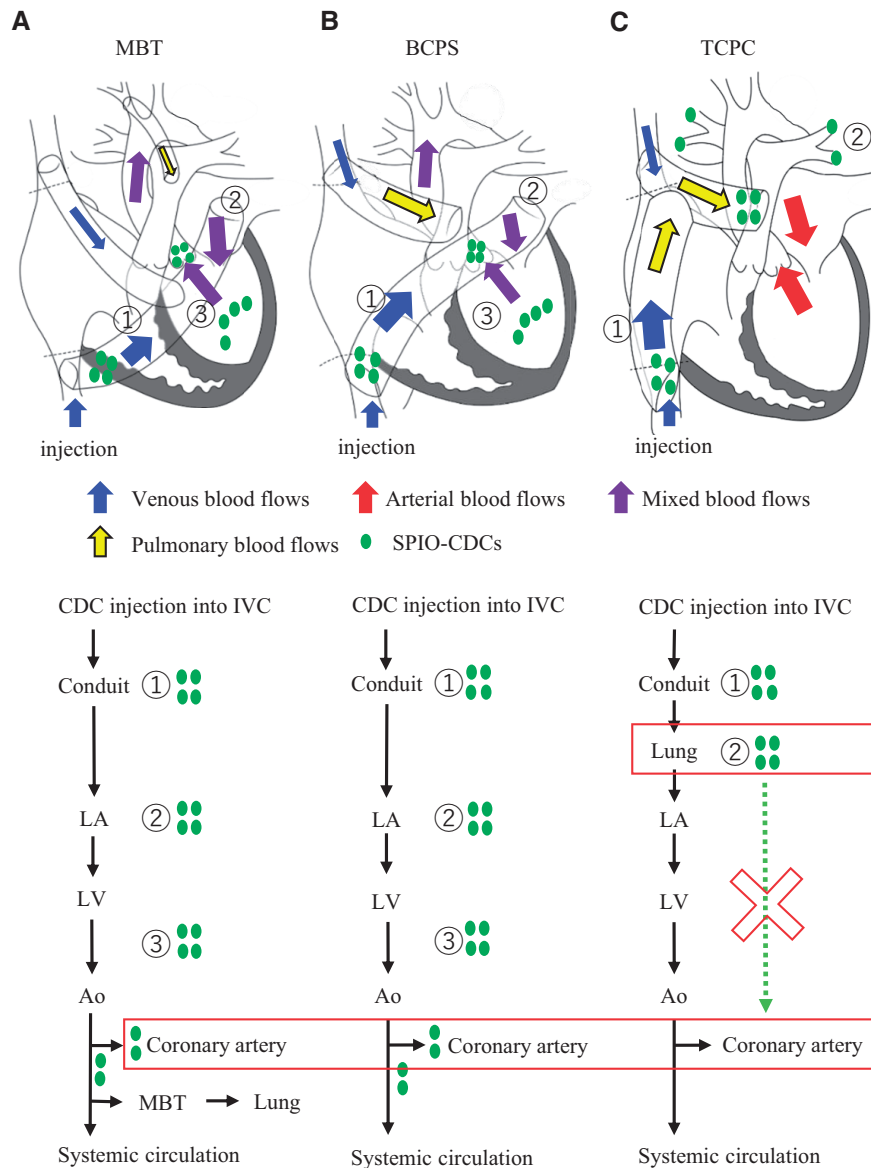 A
B
C
MBT
BCPS
TCPC
②
①
③
injection
②
①
③
injection
②
①
injection
Venous blood flows
Arterial blood flows
Mixed blood flows
Pulmonary blood flows
SPIO-CDCs
CDC injection into IVC
Conduit ①
LA ②
LV
③
Ao
Coronary artery
MBT
Lung
Systemic circulation
CDC injection into IVC
Conduit ①
LA ②
LV
③
Ao
Coronary artery
Systemic circulation
CDC injection into IVC
Conduit ①
Lung ②
LA
LV
Ao
Coronary artery
Systemic circulation